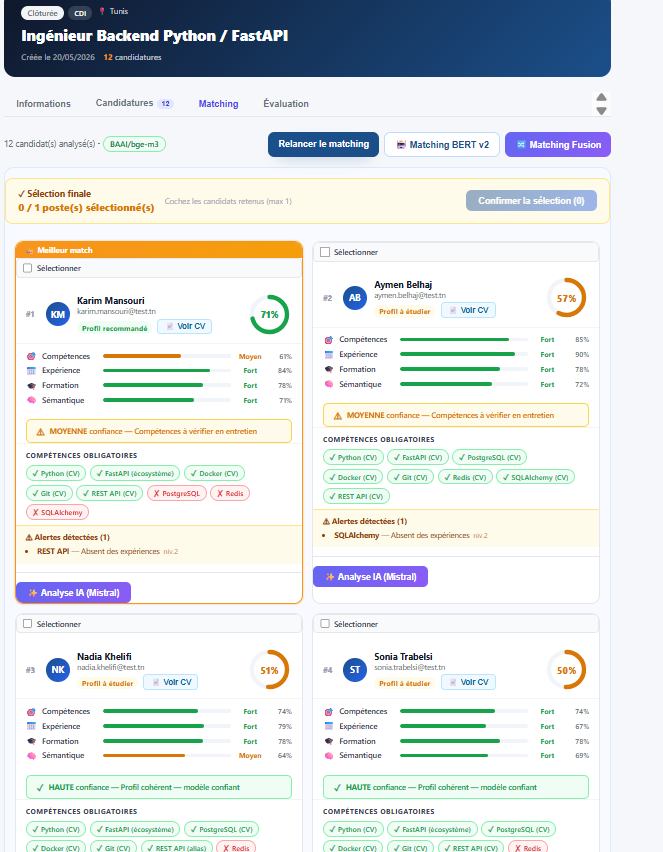 Clôturée CDI Tunis
Ingénieur Backend Python / FastAPI
Créée le 20/05/2026 12 candidatures
Informations Candidatures 12 Matching Évaluation
12 candidat(s) analysé(s) • BAAI/bge-m3 Relancer le matching Matching BERT v2 Matching Fusion
✓ Sélection finale
0 / 1 poste(s) sélectionné(s) Cochez les candidats retenus (max 1) Confirmer la sélection (0)
Meilleur match
Sélectionner
#1 KM Karim Mansouri
karim.mansouri@test.tn
Profil recommandé Voir CV
71%
Compétences Moyen 61%
Expérience Fort 84%
Formation Fort 78%
Sémantique Fort 71%
⚠ MOYENNE confiance — Compétences à vérifier en entretien
COMPÉTENCES OBLIGATOIRES
✓ Python (CV) ✓ FastAPI (écosystème) ✓ Docker (CV)
✓ Git (CV) ✓ REST API (CV) ✗ PostgreSQL ✗ Redis
✗ SQLAlchemy
⚠ Alertes détectées (1)
• REST API — Absent des expériences niv.2
✨ Analyse IA (Mistral)
Sélectionner
#2 AB Aymen Belhaj
aymen.belhaj@test.tn
Profil à étudier Voir CV
57%
Compétences Fort 85%
Expérience Fort 90%
Formation Fort 78%
Sémantique Fort 72%
⚠ MOYENNE confiance — Compétences à vérifier en entretien
COMPÉTENCES OBLIGATOIRES
✓ Python (CV) ✓ FastAPI (CV) ✓ PostgreSQL (CV)
✓ Docker (CV) ✓ Git (CV) ✓ Redis (CV) ✓ SQLAlchemy (CV)
✓ REST API (CV)
⚠ Alertes détectées (1)
• SQLAlchemy — Absent des expériences niv.2
✨ Analyse IA (Mistral)
Sélectionner
#3 NK Nadia Khelifi
nadia.khelifi@test.tn
Profil à étudier Voir CV
51%
Compétences Fort 74%
Expérience Fort 79%
Formation Fort 78%
Sémantique Moyen 64%
✓ HAUTE confiance — Profil cohérent — modèle confiant
COMPÉTENCES OBLIGATOIRES
✓ Python (CV) ✓ FastAPI (écosystème) ✓ PostgreSQL (CV)
✓ Docker (CV) ✓ Git (CV) ✓ REST API (alias) ✗ Redis
Sélectionner
#4 ST Sonia Trabelsi
sonia.trabelsi@test.tn
Profil à étudier Voir CV
50%
Compétences Fort 74%
Expérience Fort 67%
Formation Fort 78%
Sémantique Fort 69%
✓ HAUTE confiance — Profil cohérent — modèle confiant
COMPÉTENCES OBLIGATOIRES
✓ Python (CV) ✓ FastAPI (écosystème) ✓ PostgreSQL (CV)
✓ Docker (CV) ✓ Git (CV) ✓ REST API (CV) ✗ Redis